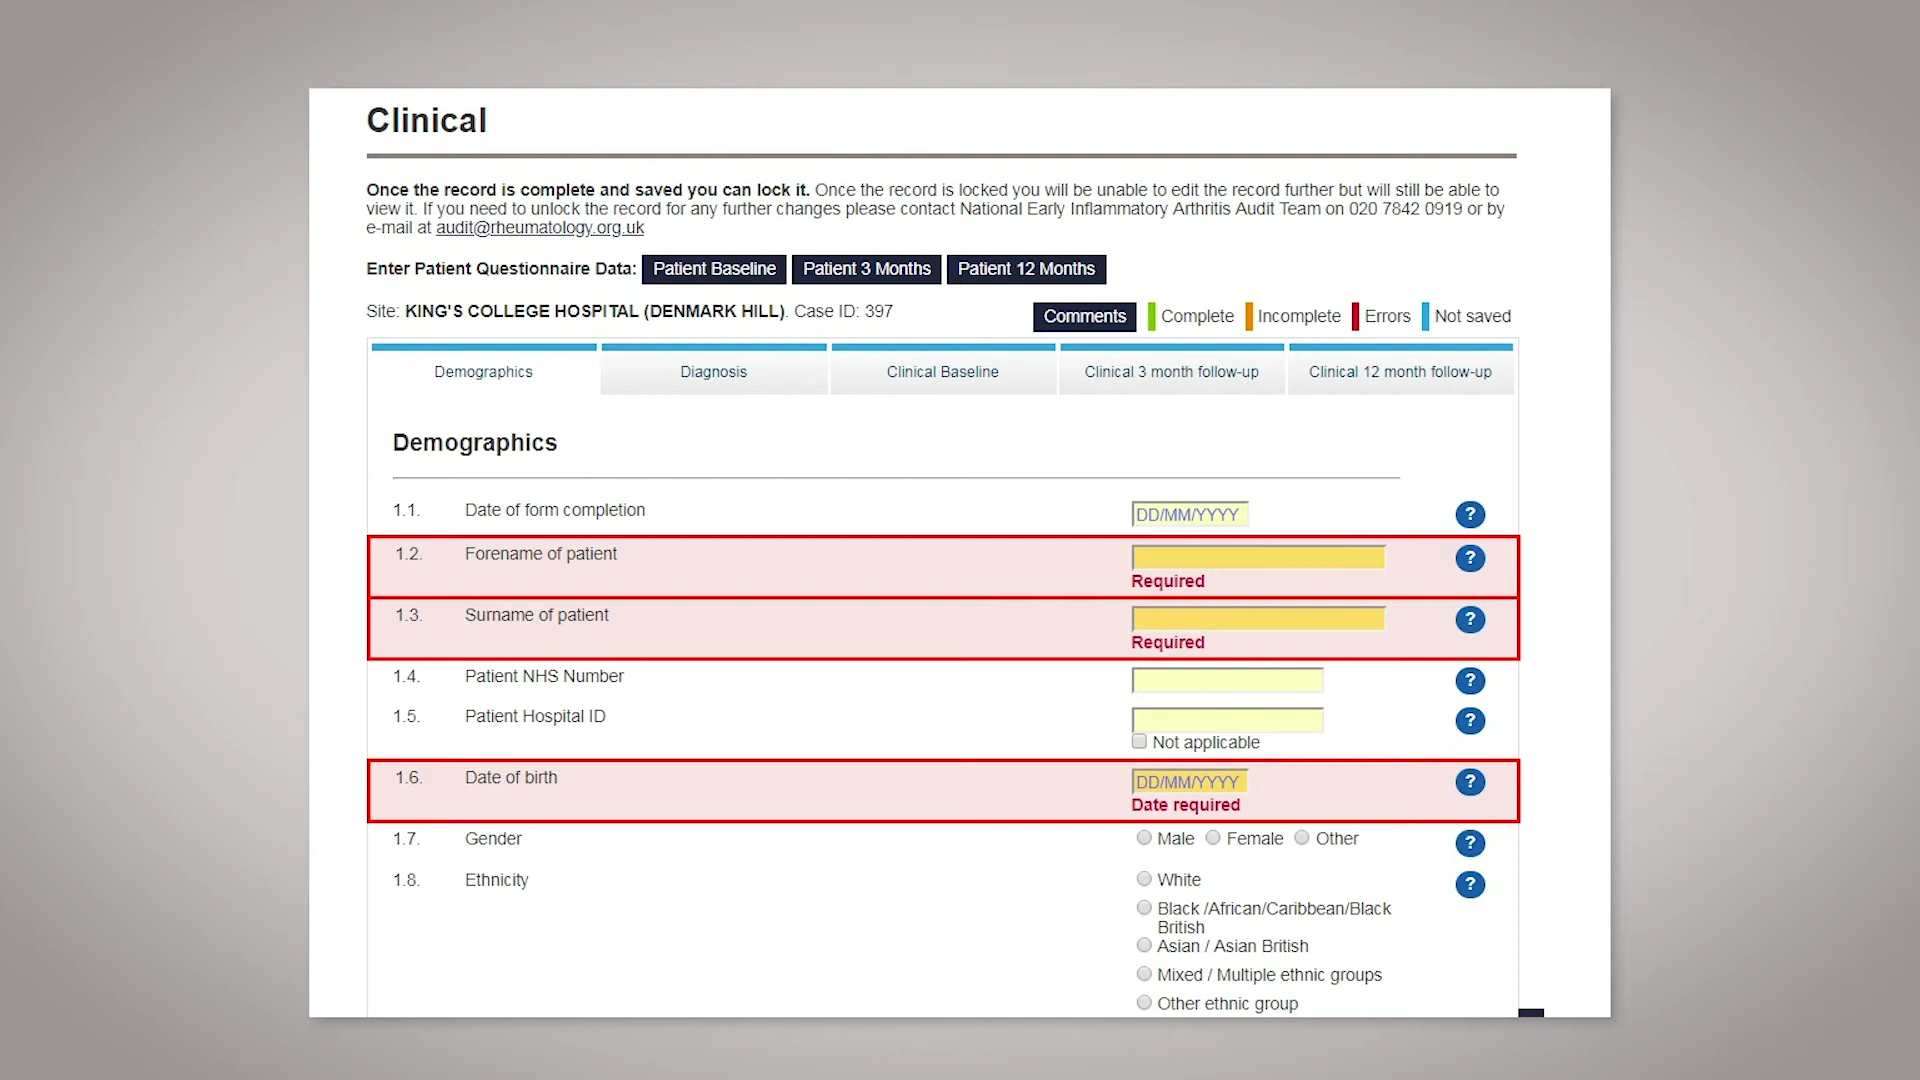 Clinical
Once the record is complete and saved you can lock it. Once the record is locked you will be unable to edit the record further but will still be able to
view it. If you need to unlock the record for any further changes please contact National Early Inflammatory Arthritis Audit Team on 020 7842 0919 or by
e-mail at audit@rheumatology.org.uk
Enter Patient Questionnaire Data: Patient Baseline Patient 3 Months Patient 12 Months
Site: KING'S COLLEGE HOSPITAL (DENMARK HILL). Case ID: 397
Comments Complete Incomplete Errors Not saved
Demographics Diagnosis Clinical Baseline Clinical 3 month follow-up Clinical 12 month follow-up
Demographics
1.1. Date of form completion DD/MM/YYYY ?
1.2. Forename of patient ?
Required
1.3. Surname of patient ?
Required
1.4. Patient NHS Number ?
1.5. Patient Hospital ID ?
Not applicable
1.6. Date of birth DD/MM/YYYY ?
Date required
1.7. Gender Male Female Other ?
1.8. Ethnicity White ?
Black /African/Caribbean/Black
British
Asian / Asian British
Mixed / Multiple ethnic groups
Other ethnic group